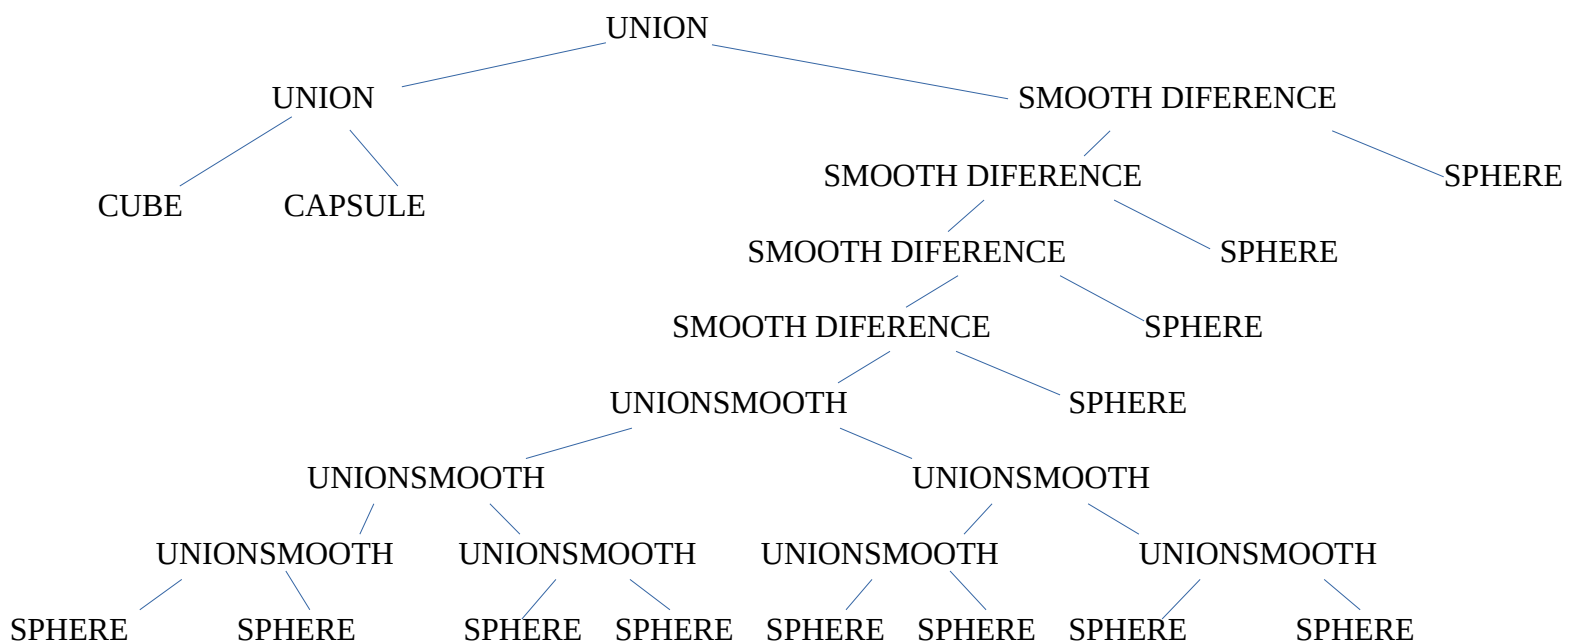 UNION
UNION SMOOTH DIFERENCE
SMOOTH DIFERENCE SPHERE
CUBE CAPSULE
SMOOTH DIFERENCE SPHERE
SMOOTH DIFERENCE SPHERE
UNIONSMOOTH SPHERE
UNIONSMOOTH UNIONSMOOTH
UNIONSMOOTH UNIONSMOOTH UNIONSMOOTH UNIONSMOOTH
SPHERE SPHERE SPHERE SPHERE SPHERE SPHERE SPHERE SPHERE